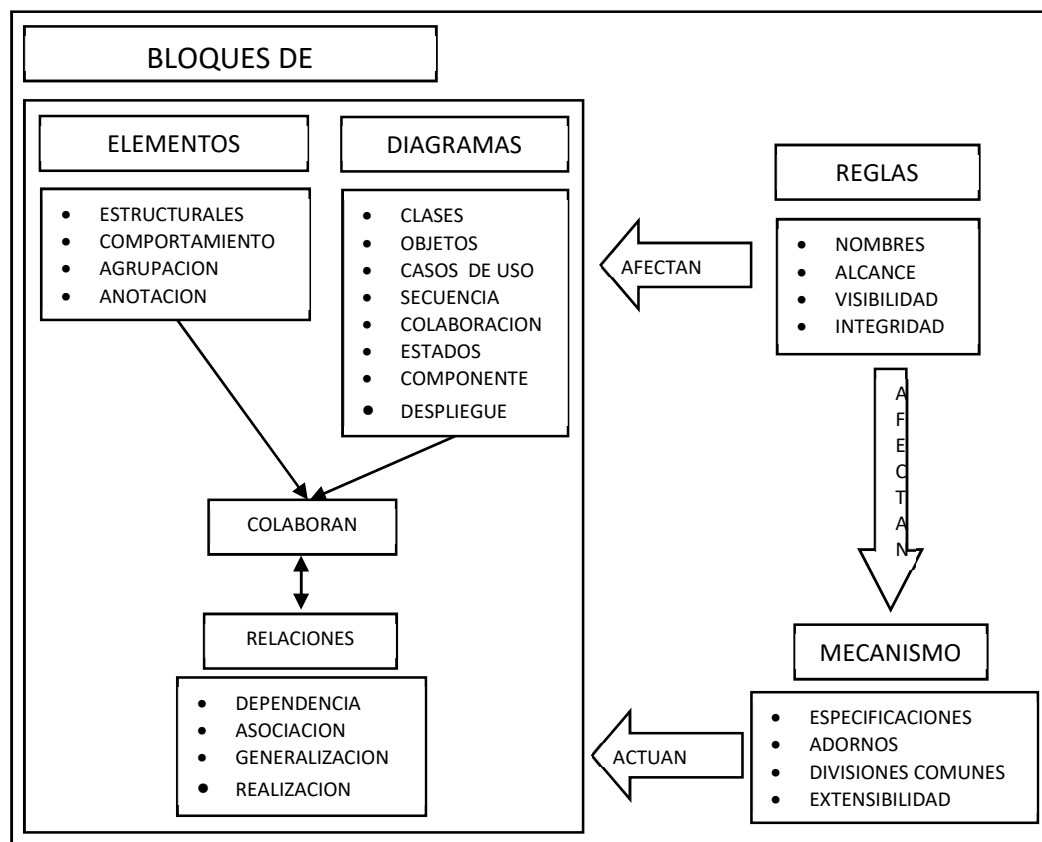 BLOQUES DE
ELEMENTOS
• ESTRUCTURALES
• COMPORTAMIENTO
• AGRUPACION
• ANOTACION
DIAGRAMAS
• CLASES
• OBJETOS
• CASOS DE USO
• SECUENCIA
• COLABORACION
• ESTADOS
• COMPONENTE
• DESPLIEGUE
COLABORAN
RELACIONES
• DEPENDENCIA
• ASOCIACION
• GENERALIZACION
• REALIZACION
AFECTAN
REGLAS
• NOMBRES
• ALCANCE
• VISIBILIDAD
• INTEGRIDAD
AFECTAN
MECANISMO
• ESPECIFICACIONES
• ADORNOS
• DIVISIONES COMUNES
• EXTENSIBILIDAD
ACTUAN